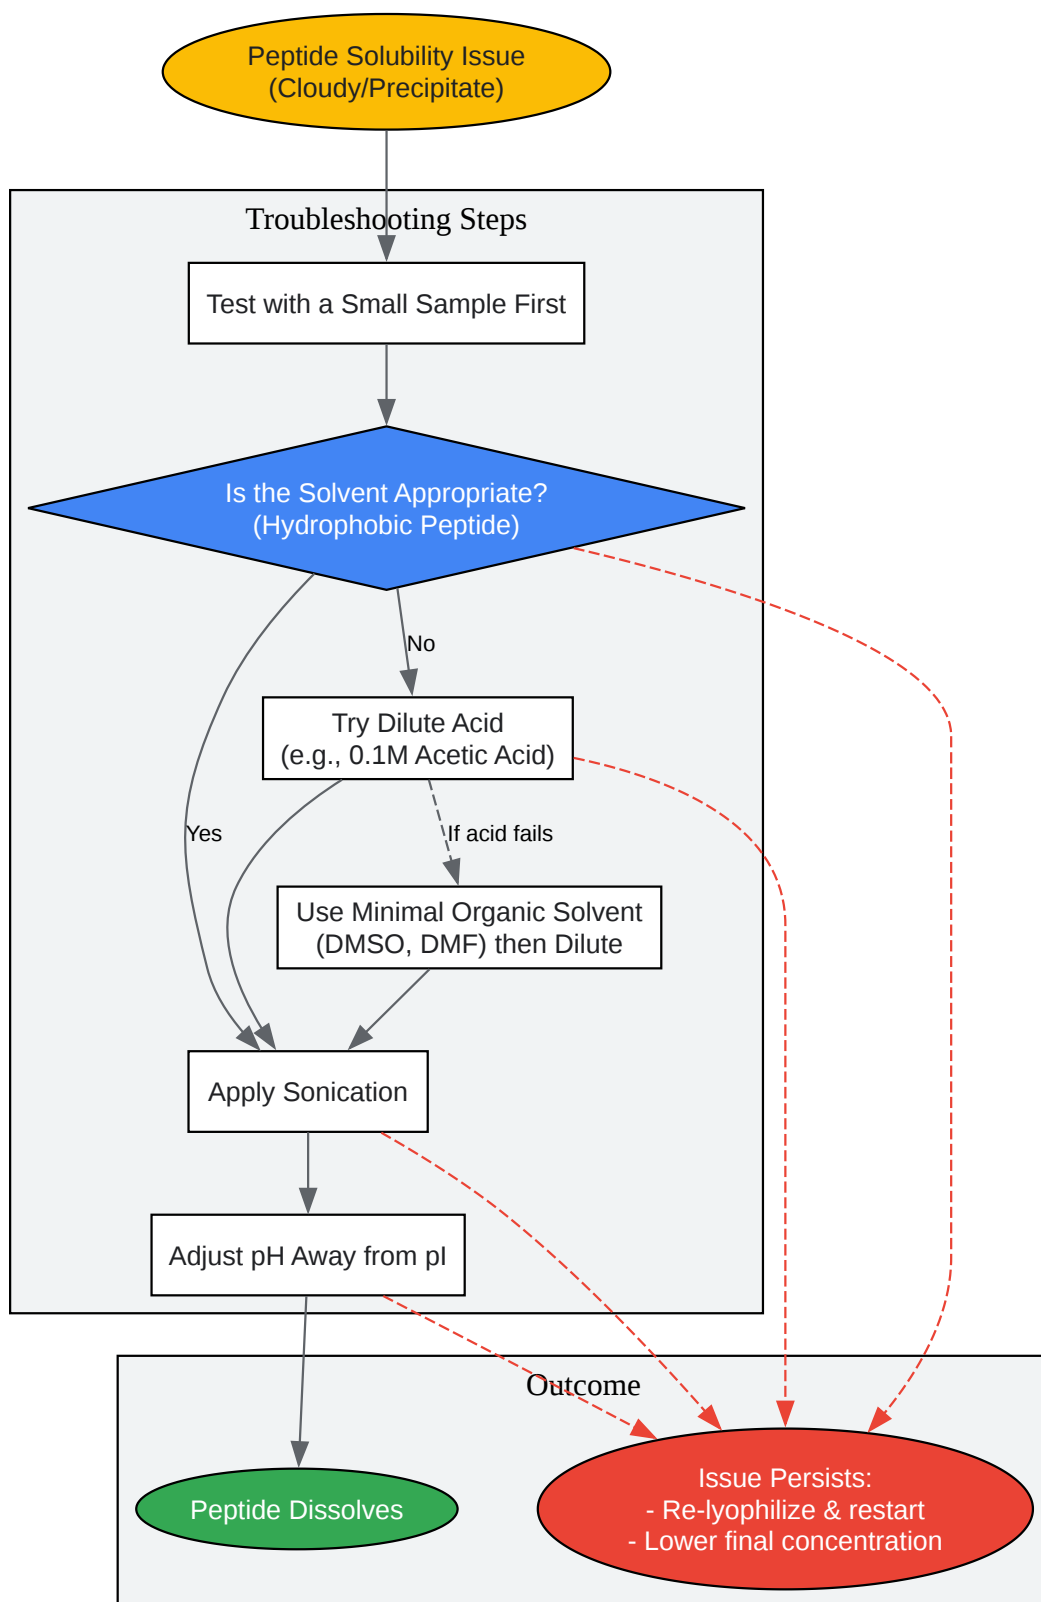 Peptide Solubility Issue
(Cloudy/Precipitate)
Troubleshooting Steps
Test with a Small Sample First
Is the Solvent Appropriate?
(Hydrophobic Peptide)
No
Try Dilute Acid
(e.g., 0.1M Acetic Acid)
Yes
If acid fails
Use Minimal Organic Solvent
(DMSO, DMF) then Dilute
Apply Sonication
Adjust pH Away from pI
Outcome
Peptide Dissolves
Issue Persists:
- Re-lyophilize & restart
- Lower final concentration